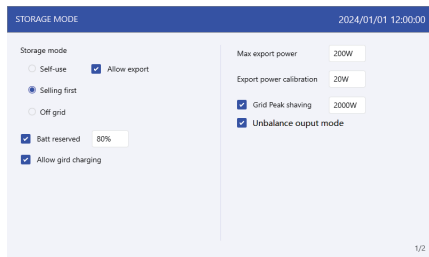 STORAGE MODE 2024/01/01 12:00:00
Storage mode
Self-use Allow export
Selling first
Off grid
Batt reserved 80%
Allow gird charging
Max export power 200W
Export power calibration 20W
Grid Peak shaving 2000W
Unbalance ouput mode
1/2